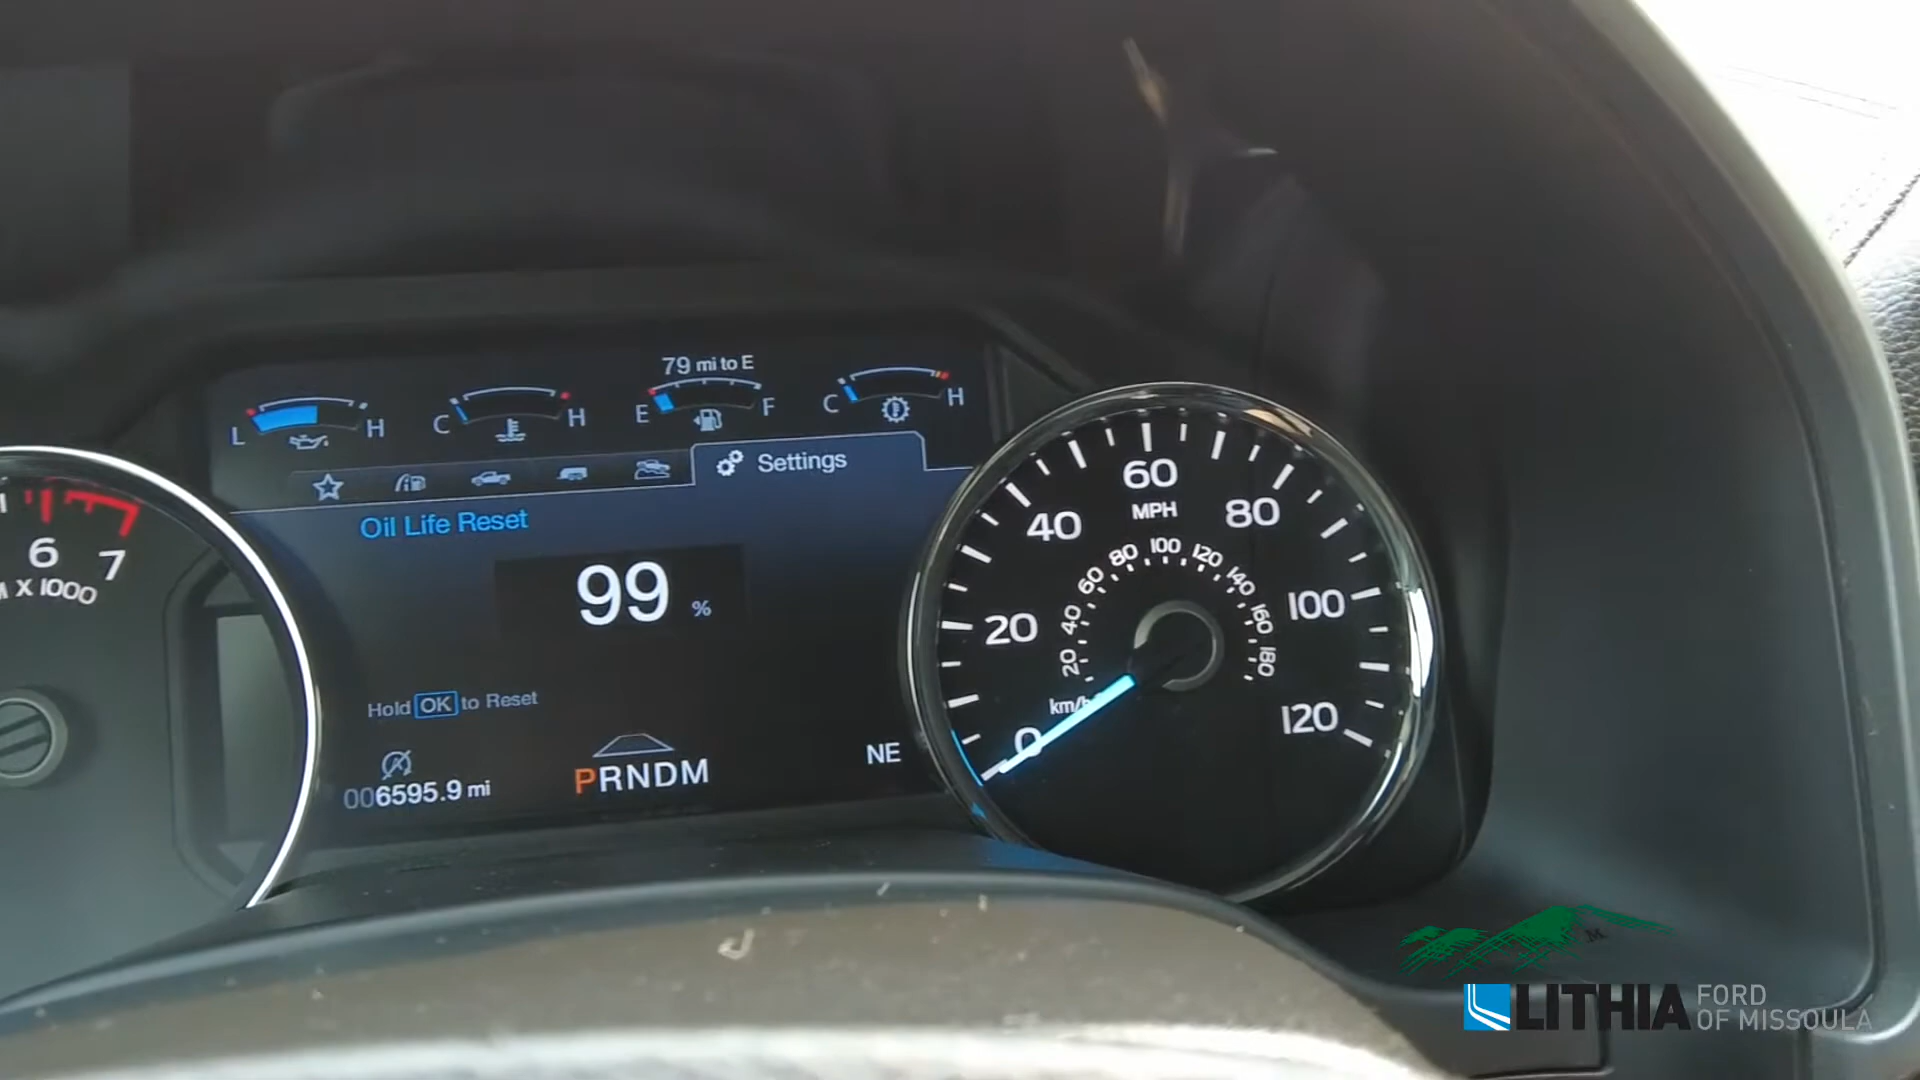 79 mi to E
L H
C H
E F
C H
Settings
Oil Life Reset
99 %
Hold OK to Reset
006595.9 mi
PRNDM
NE
6 7
X 1000
0 20 40 60 80 100 120
MPH
20 40 60 80 100 120 140 160 180
km/h
LITHIA FORD
OF MISSOULA